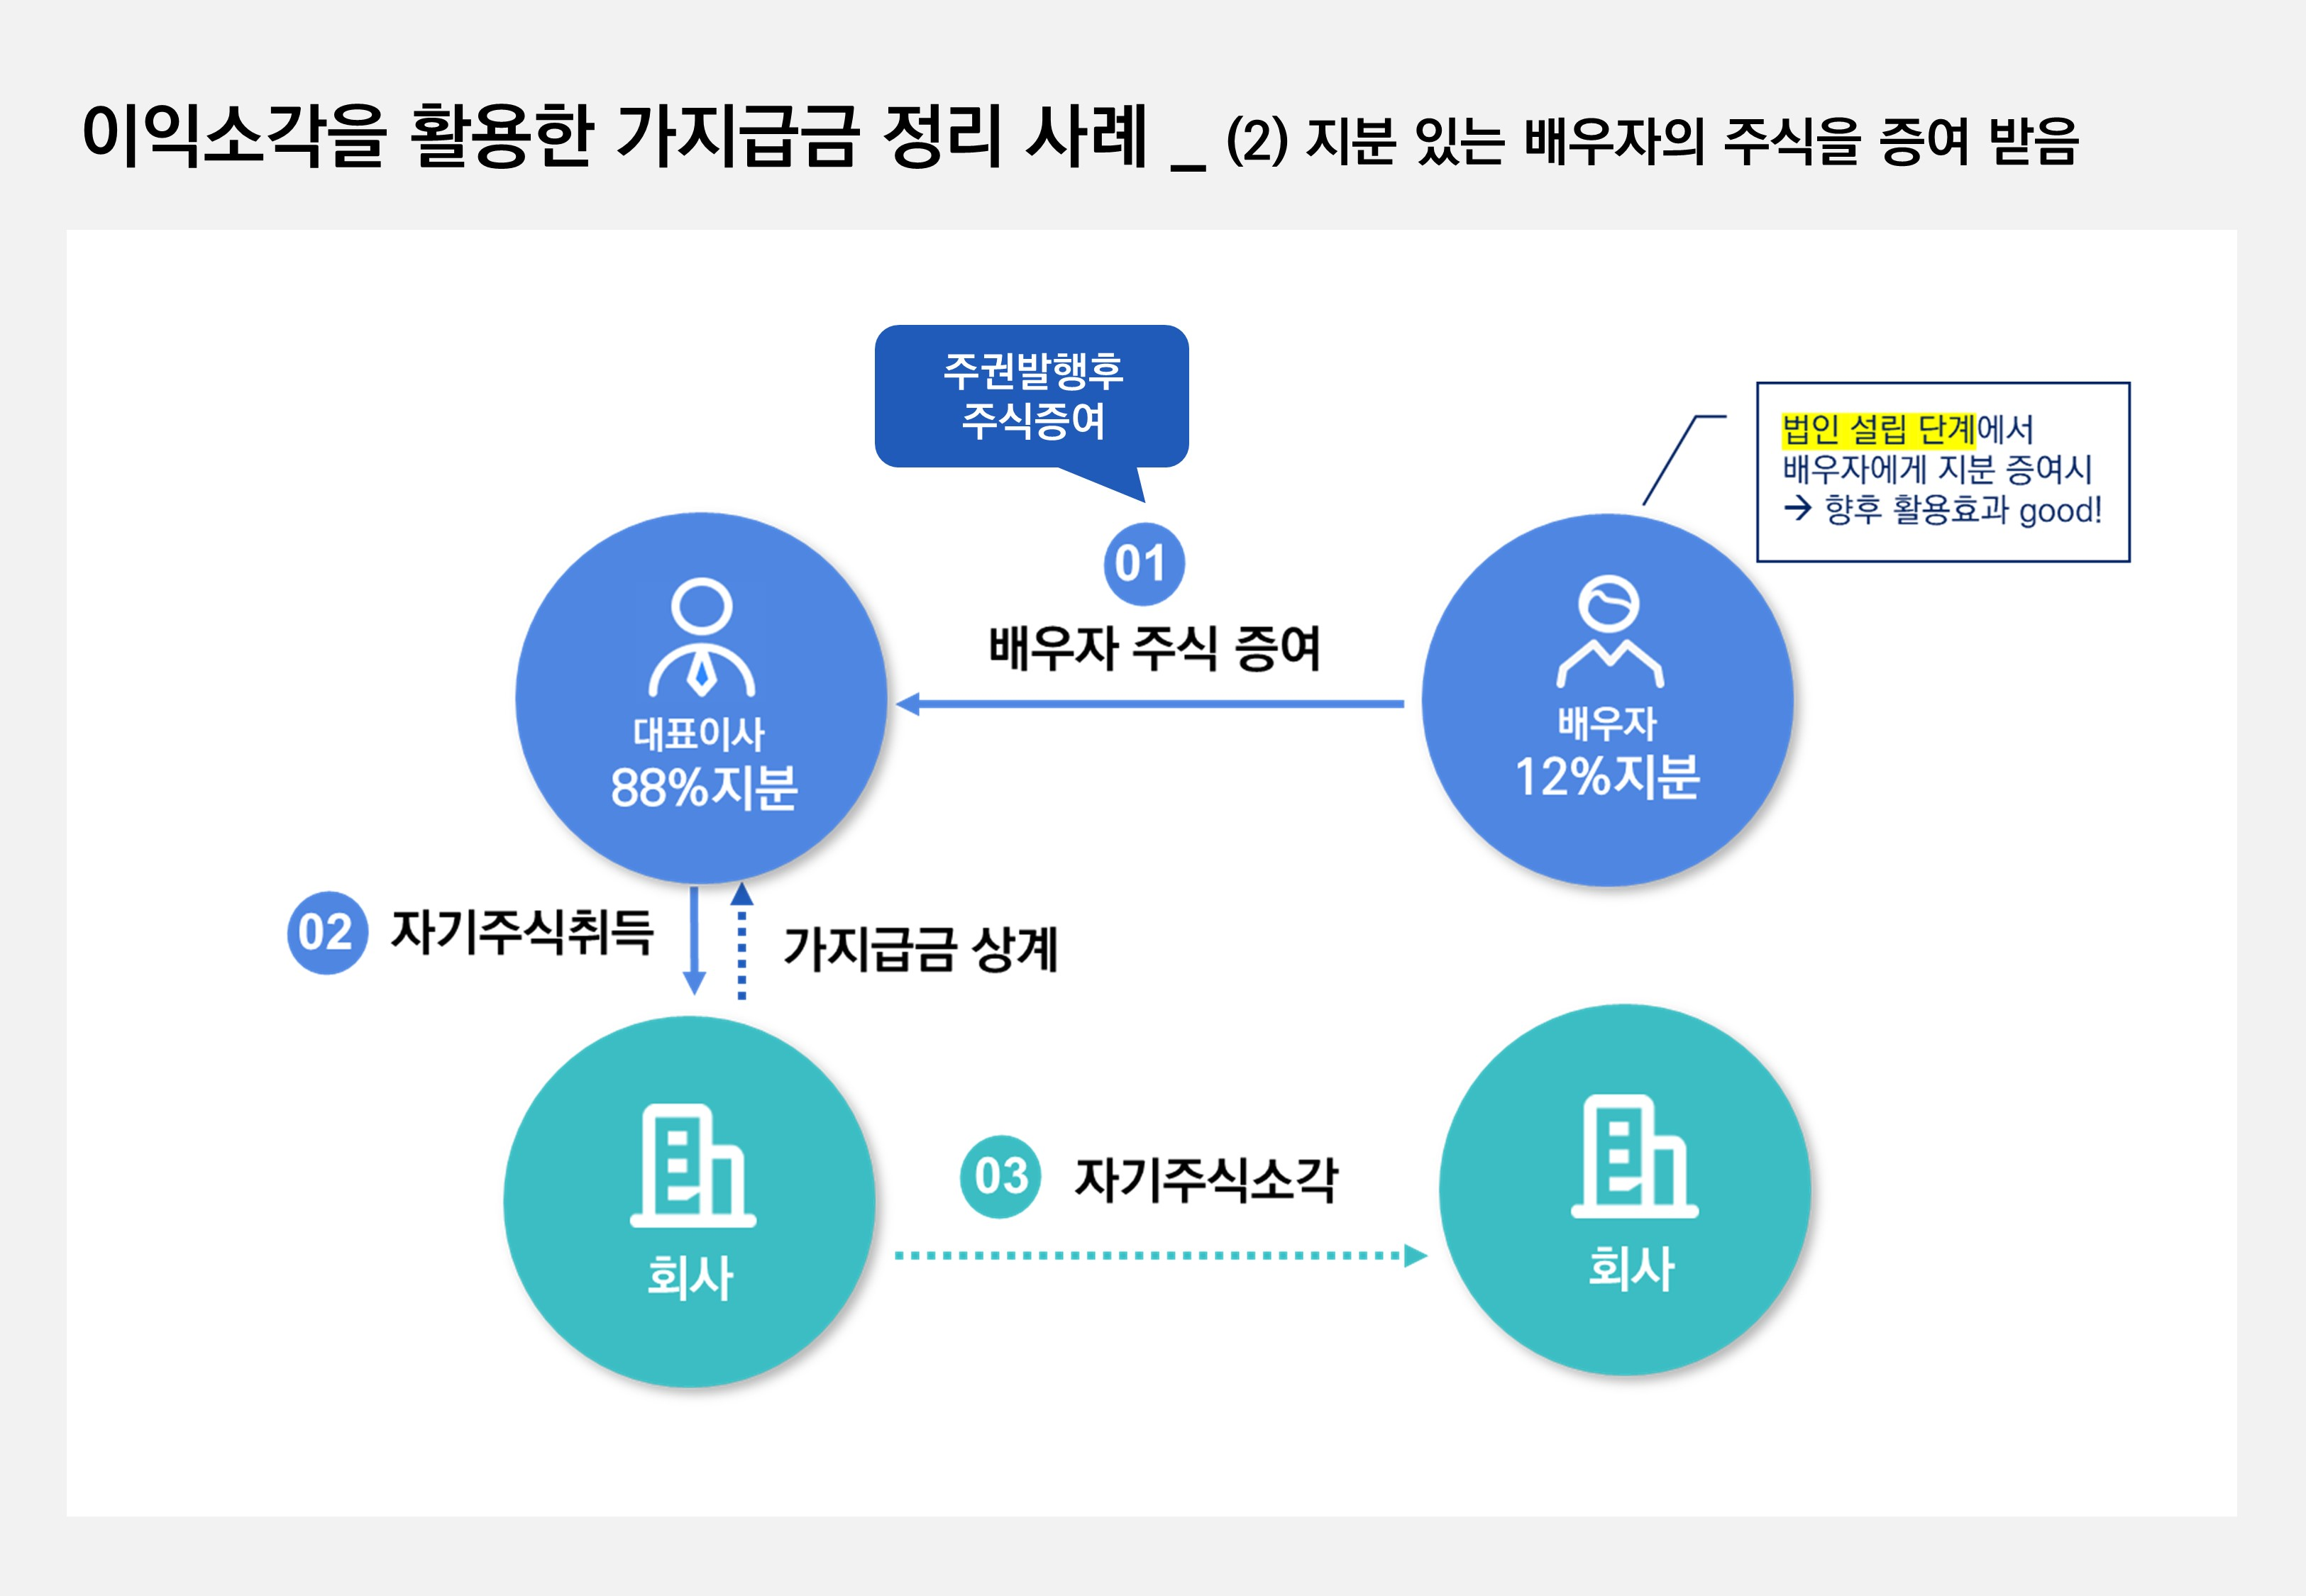 이익소각을 활용한 가지급금 정리 사례 _ (2) 지분 있는 배우자의 주식을 증여 받음
주권발행후
주식증여
법인 설립 단계에서
배우자에게 지분 증여시
→ 향후 활용효과 good!
01
배우자 주식 증여
대표이사
88%지분
배우자
12%지분
02 자기주식취득
가지급금 상계
03 자기주식소각
회사
회사